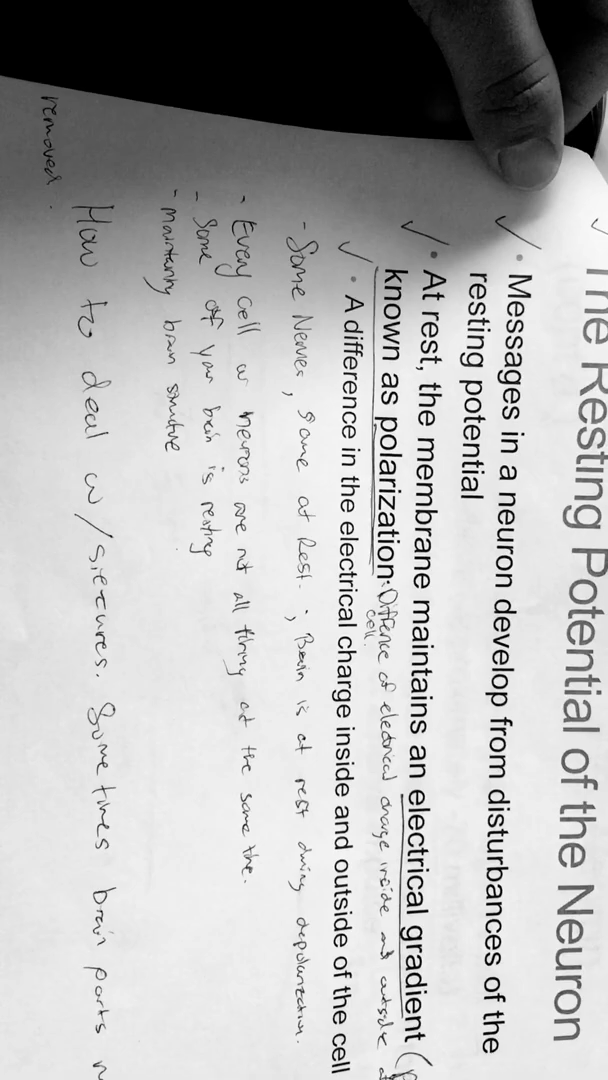 The Resting Potential of the Neuron
✓ • Messages in a neuron develop from disturbances of the
resting potential
✓ • At rest, the membrane maintains an electrical gradient (
known as polarization: Diffence of electrical charge inside and outside
cell.
✓ • A difference in the electrical charge inside and outside of the cell
- Some Nerves, some at Rest. ; Brain is at rest during depolarization.
- Every cell or neurons are not all firing at the same the.
- Some of your brain is resting
- maintaining brain
How to deal w/ siezures. Sometimes brain parts
removed.